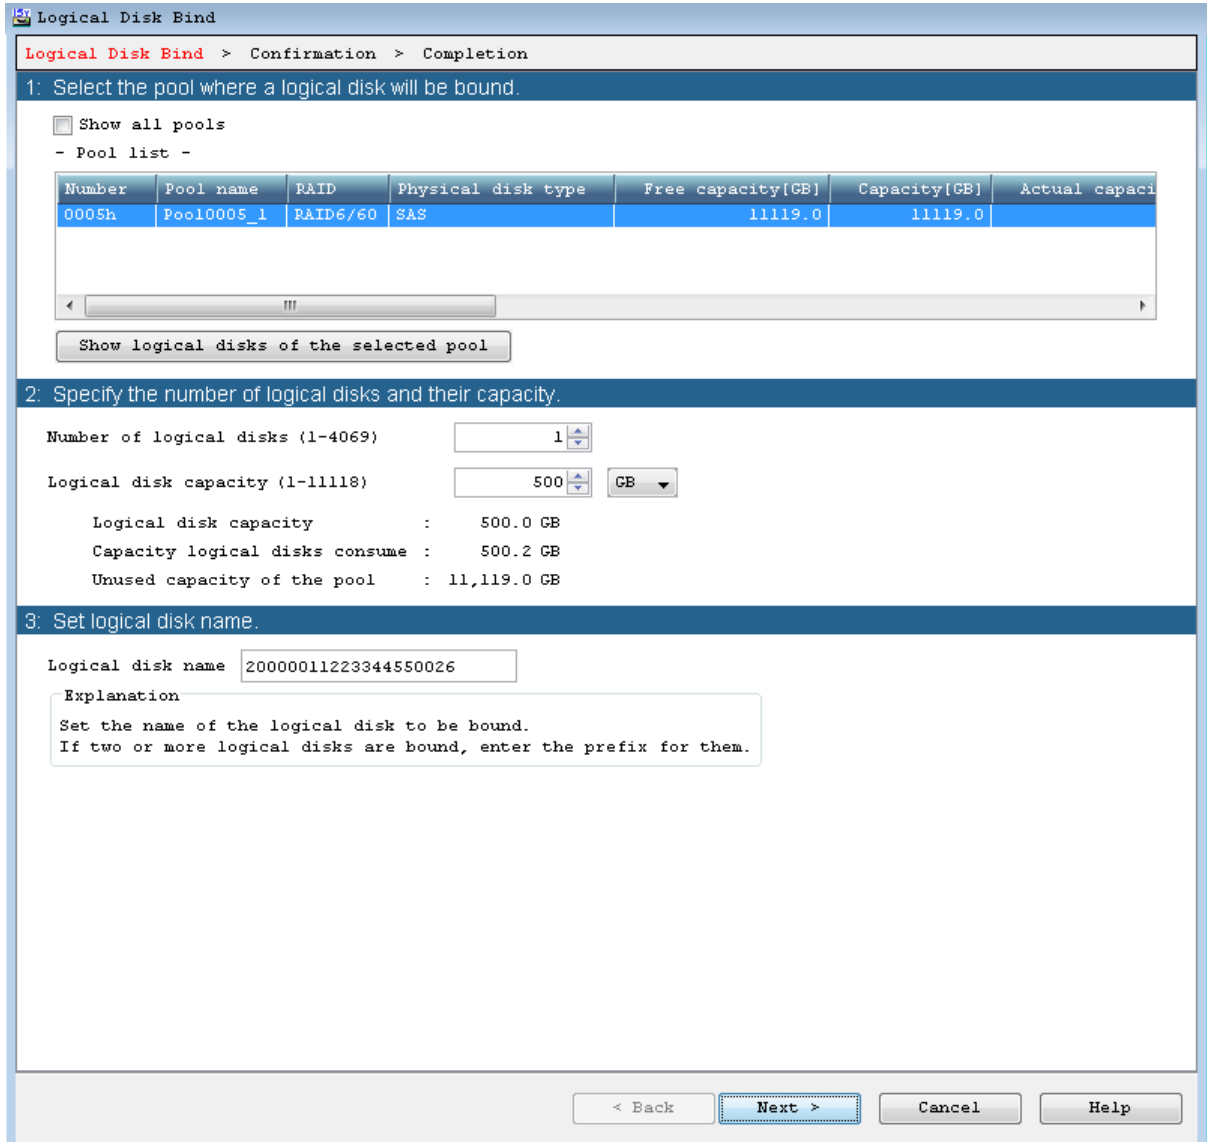 Logical Disk Bind
Logical Disk Bind > Confirmation > Completion
1: Select the pool where a logical disk will be bound.
Show all pools
- Pool list -
Number Pool name RAID Physical disk type Free capacity[GB] Capacity[GB] Actual capaci
0005h Pool0005_1 RAID6/60 SAS 11119.0 11119.0
Show logical disks of the selected pool
2: Specify the number of logical disks and their capacity.
Number of logical disks (1-4069) 1
Logical disk capacity (1-11118) 500 GB
Logical disk capacity : 500.0 GB
Capacity logical disks consume : 500.2 GB
Unused capacity of the pool : 11,119.0 GB
3: Set logical disk name.
Logical disk name 20000011223344550026
Explanation
Set the name of the logical disk to be bound.
If two or more logical disks are bound, enter the prefix for them.
< Back Next > Cancel Help